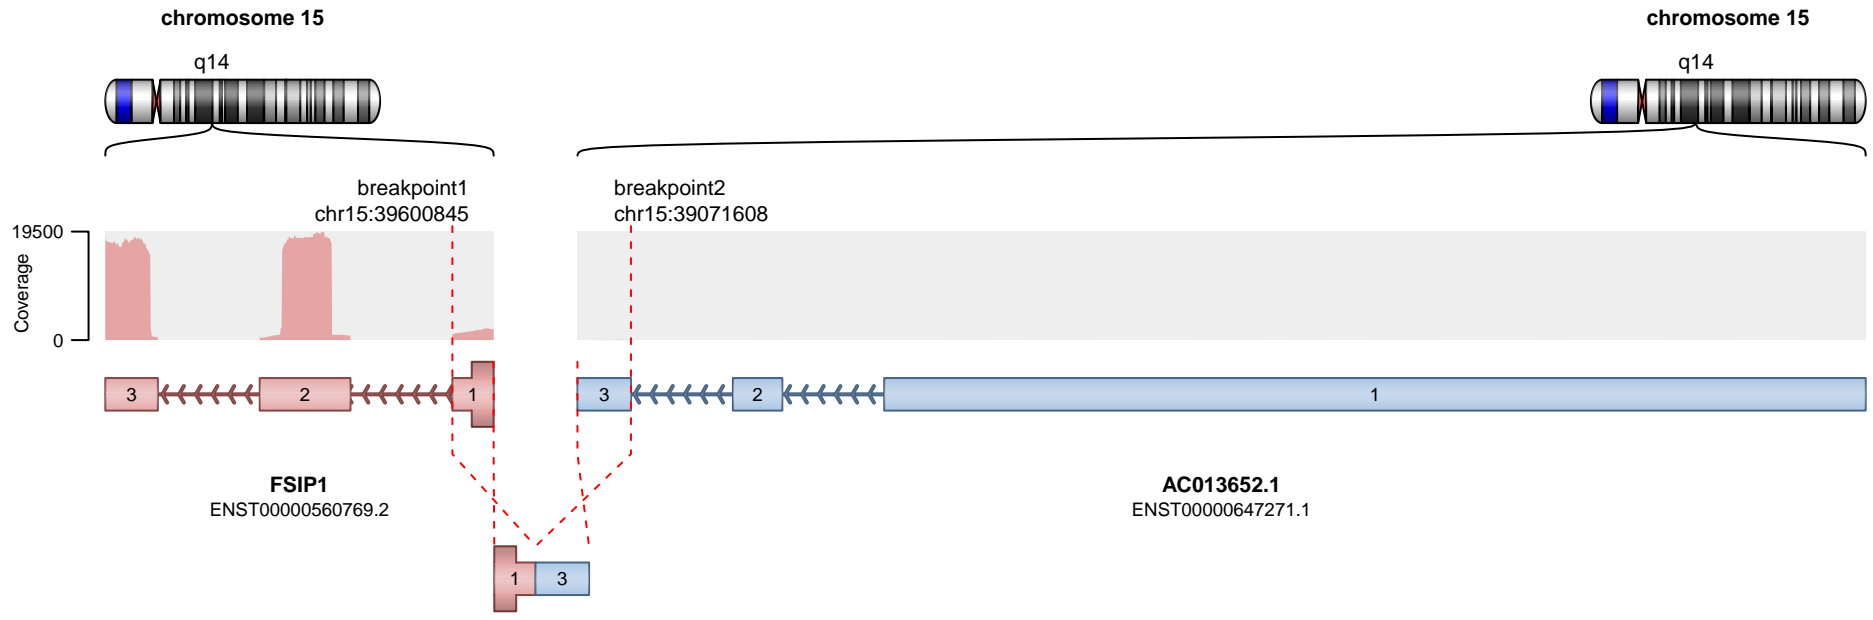 chromosome 15
chromosome 15
q14
q14
breakpoint1
chr15:39600845
breakpoint2
chr15:39071608
19500
Coverage
0
3
2
1
3
2
1
FSIP1
ENST00000560769.2
AC013652.1
ENST00000647271.1
1
3